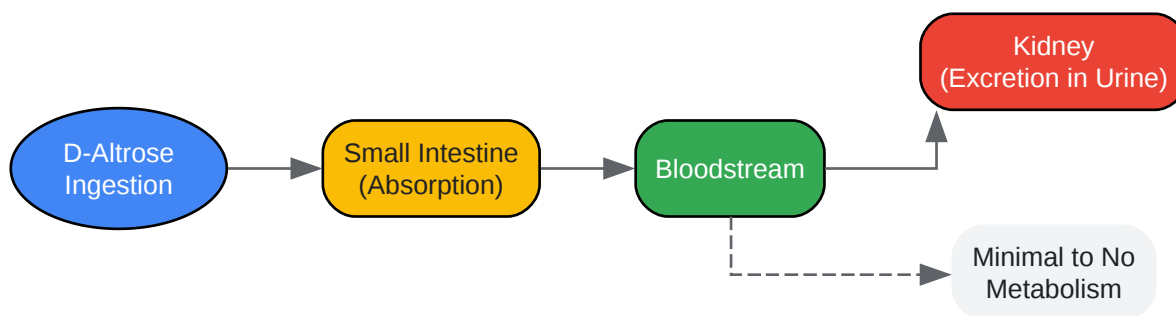 D-Altrose
Ingestion
Small Intestine
(Absorption)
Bloodstream
Kidney
(Excretion in Urine)
Minimal to No
Metabolism